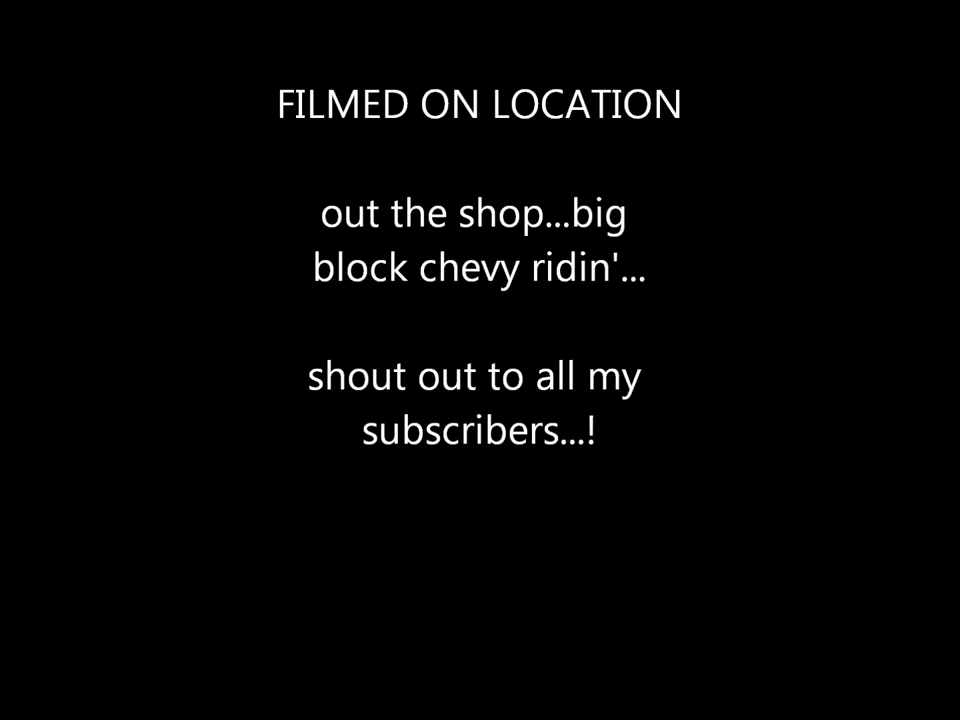 FILMED ON LOCATION
out the shop...big
block chevy ridin'...
shout out to all my
subscribers...!